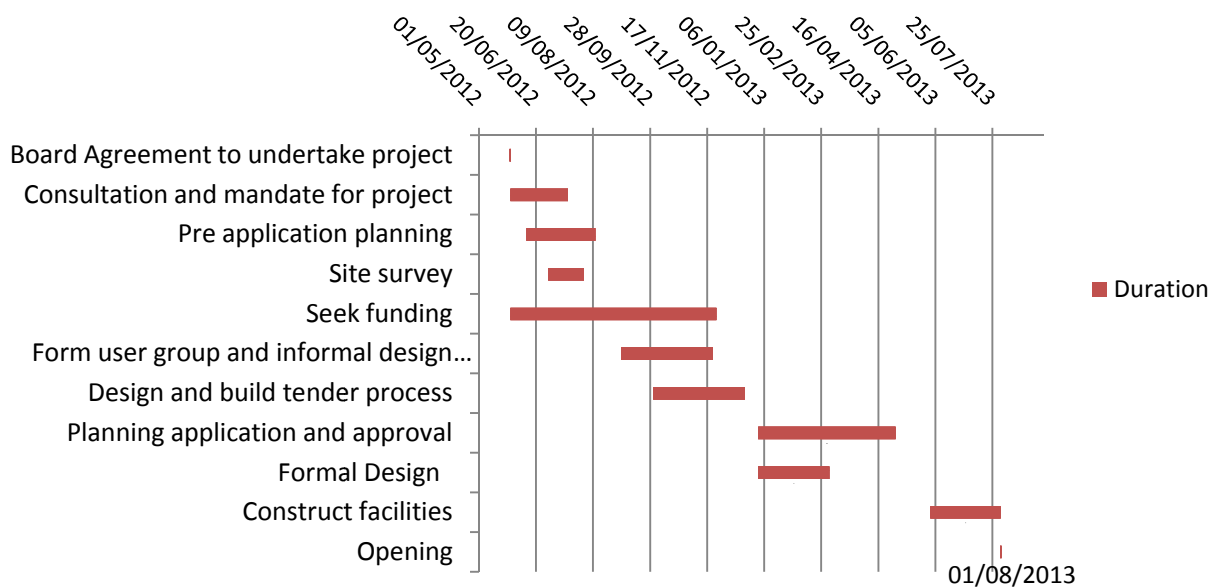 01/05/2012
20/06/2012
09/08/2012
28/09/2012
17/11/2012
06/01/2013
25/02/2013
16/04/2013
05/06/2013
25/07/2013
Board Agreement to undertake project
Consultation and mandate for project
Pre application planning
Site survey
Seek funding
Form user group and informal design...
Design and build tender process
Planning application and approval
Formal Design
Construct facilities
Opening
Duration
01/08/2013